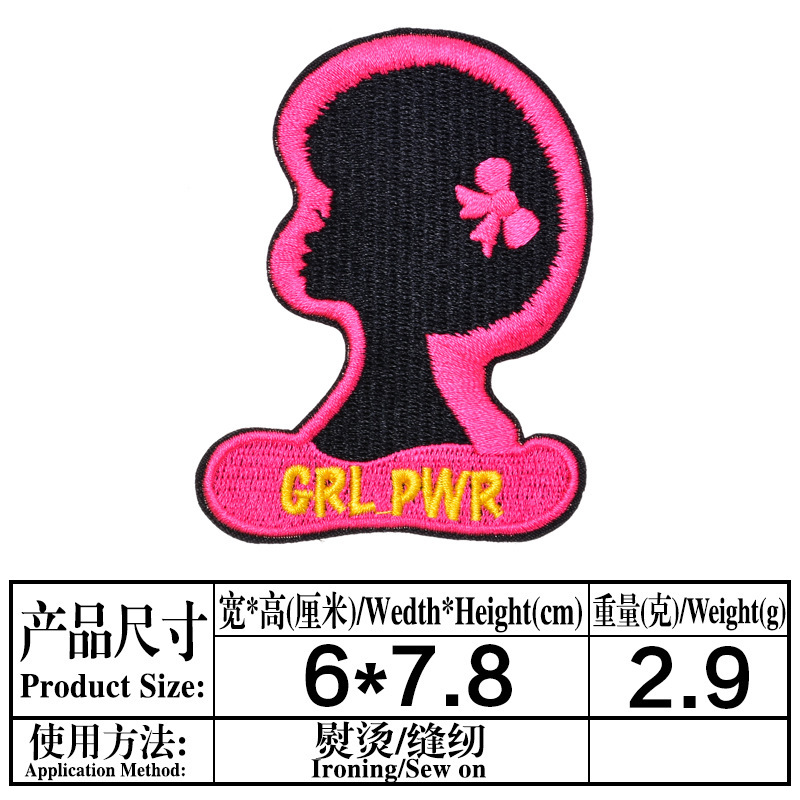 GRL_PWR
产品尺寸
Product Size:
宽*高(厘米)/Wedth*Height(cm)
重量(克)/Weight(g)
6*7.8
2.9
使用方法:
Application Method:
熨烫/缝纫
Ironing/Sew on